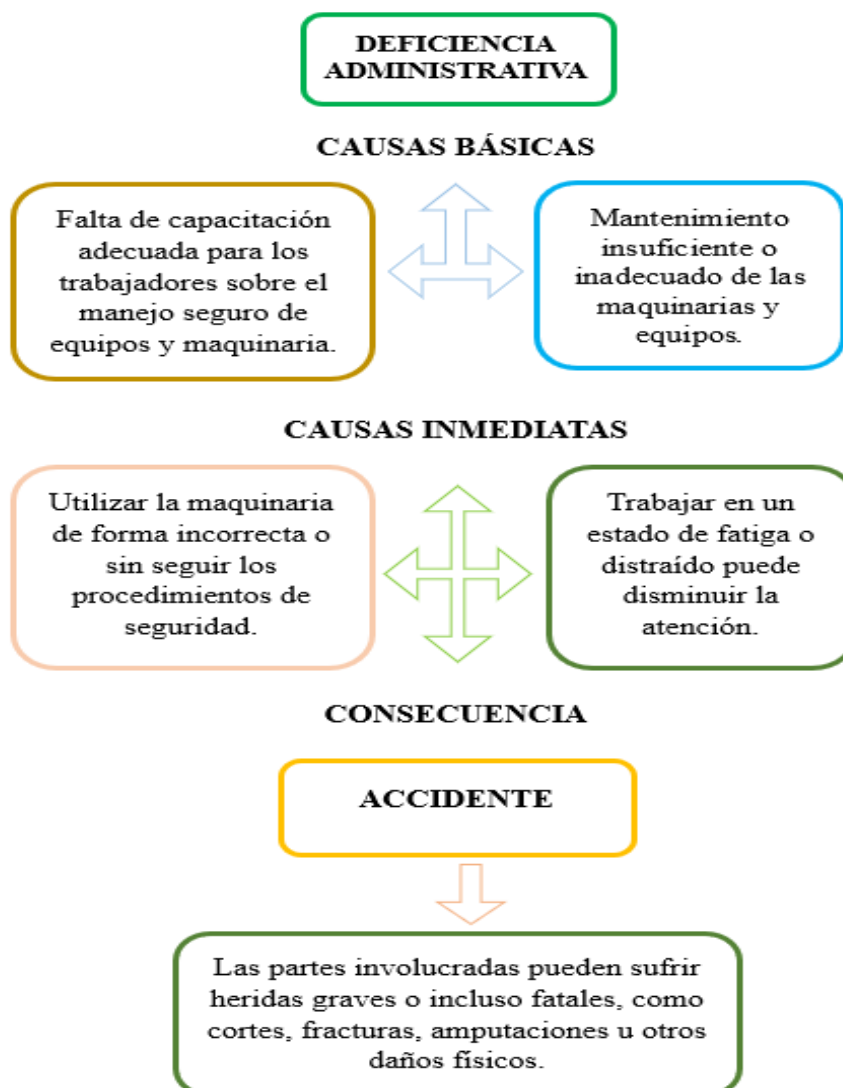 DEFICIENCIA
ADMINISTRATIVA
CAUSAS BÁSICAS
Falta de capacitación
adecuada para los
trabajadores sobre el
manejo seguro de
equipos y maquinaria.
Mantenimiento
insuficiente o
inadecuado de las
maquinarias y
equipos.
CAUSAS INMEDIATAS
Utilizar la maquinaria
de forma incorrecta o
sin seguir los
procedimientos de
seguridad.
Trabajar en un
estado de fatiga o
distraído puede
disminuir la
atención.
CONSECUENCIA
ACCIDENTE
Las partes involucradas pueden sufrir
heridas graves o incluso fatales, como
cortes, fracturas, amputaciones u otros
daños físicos.